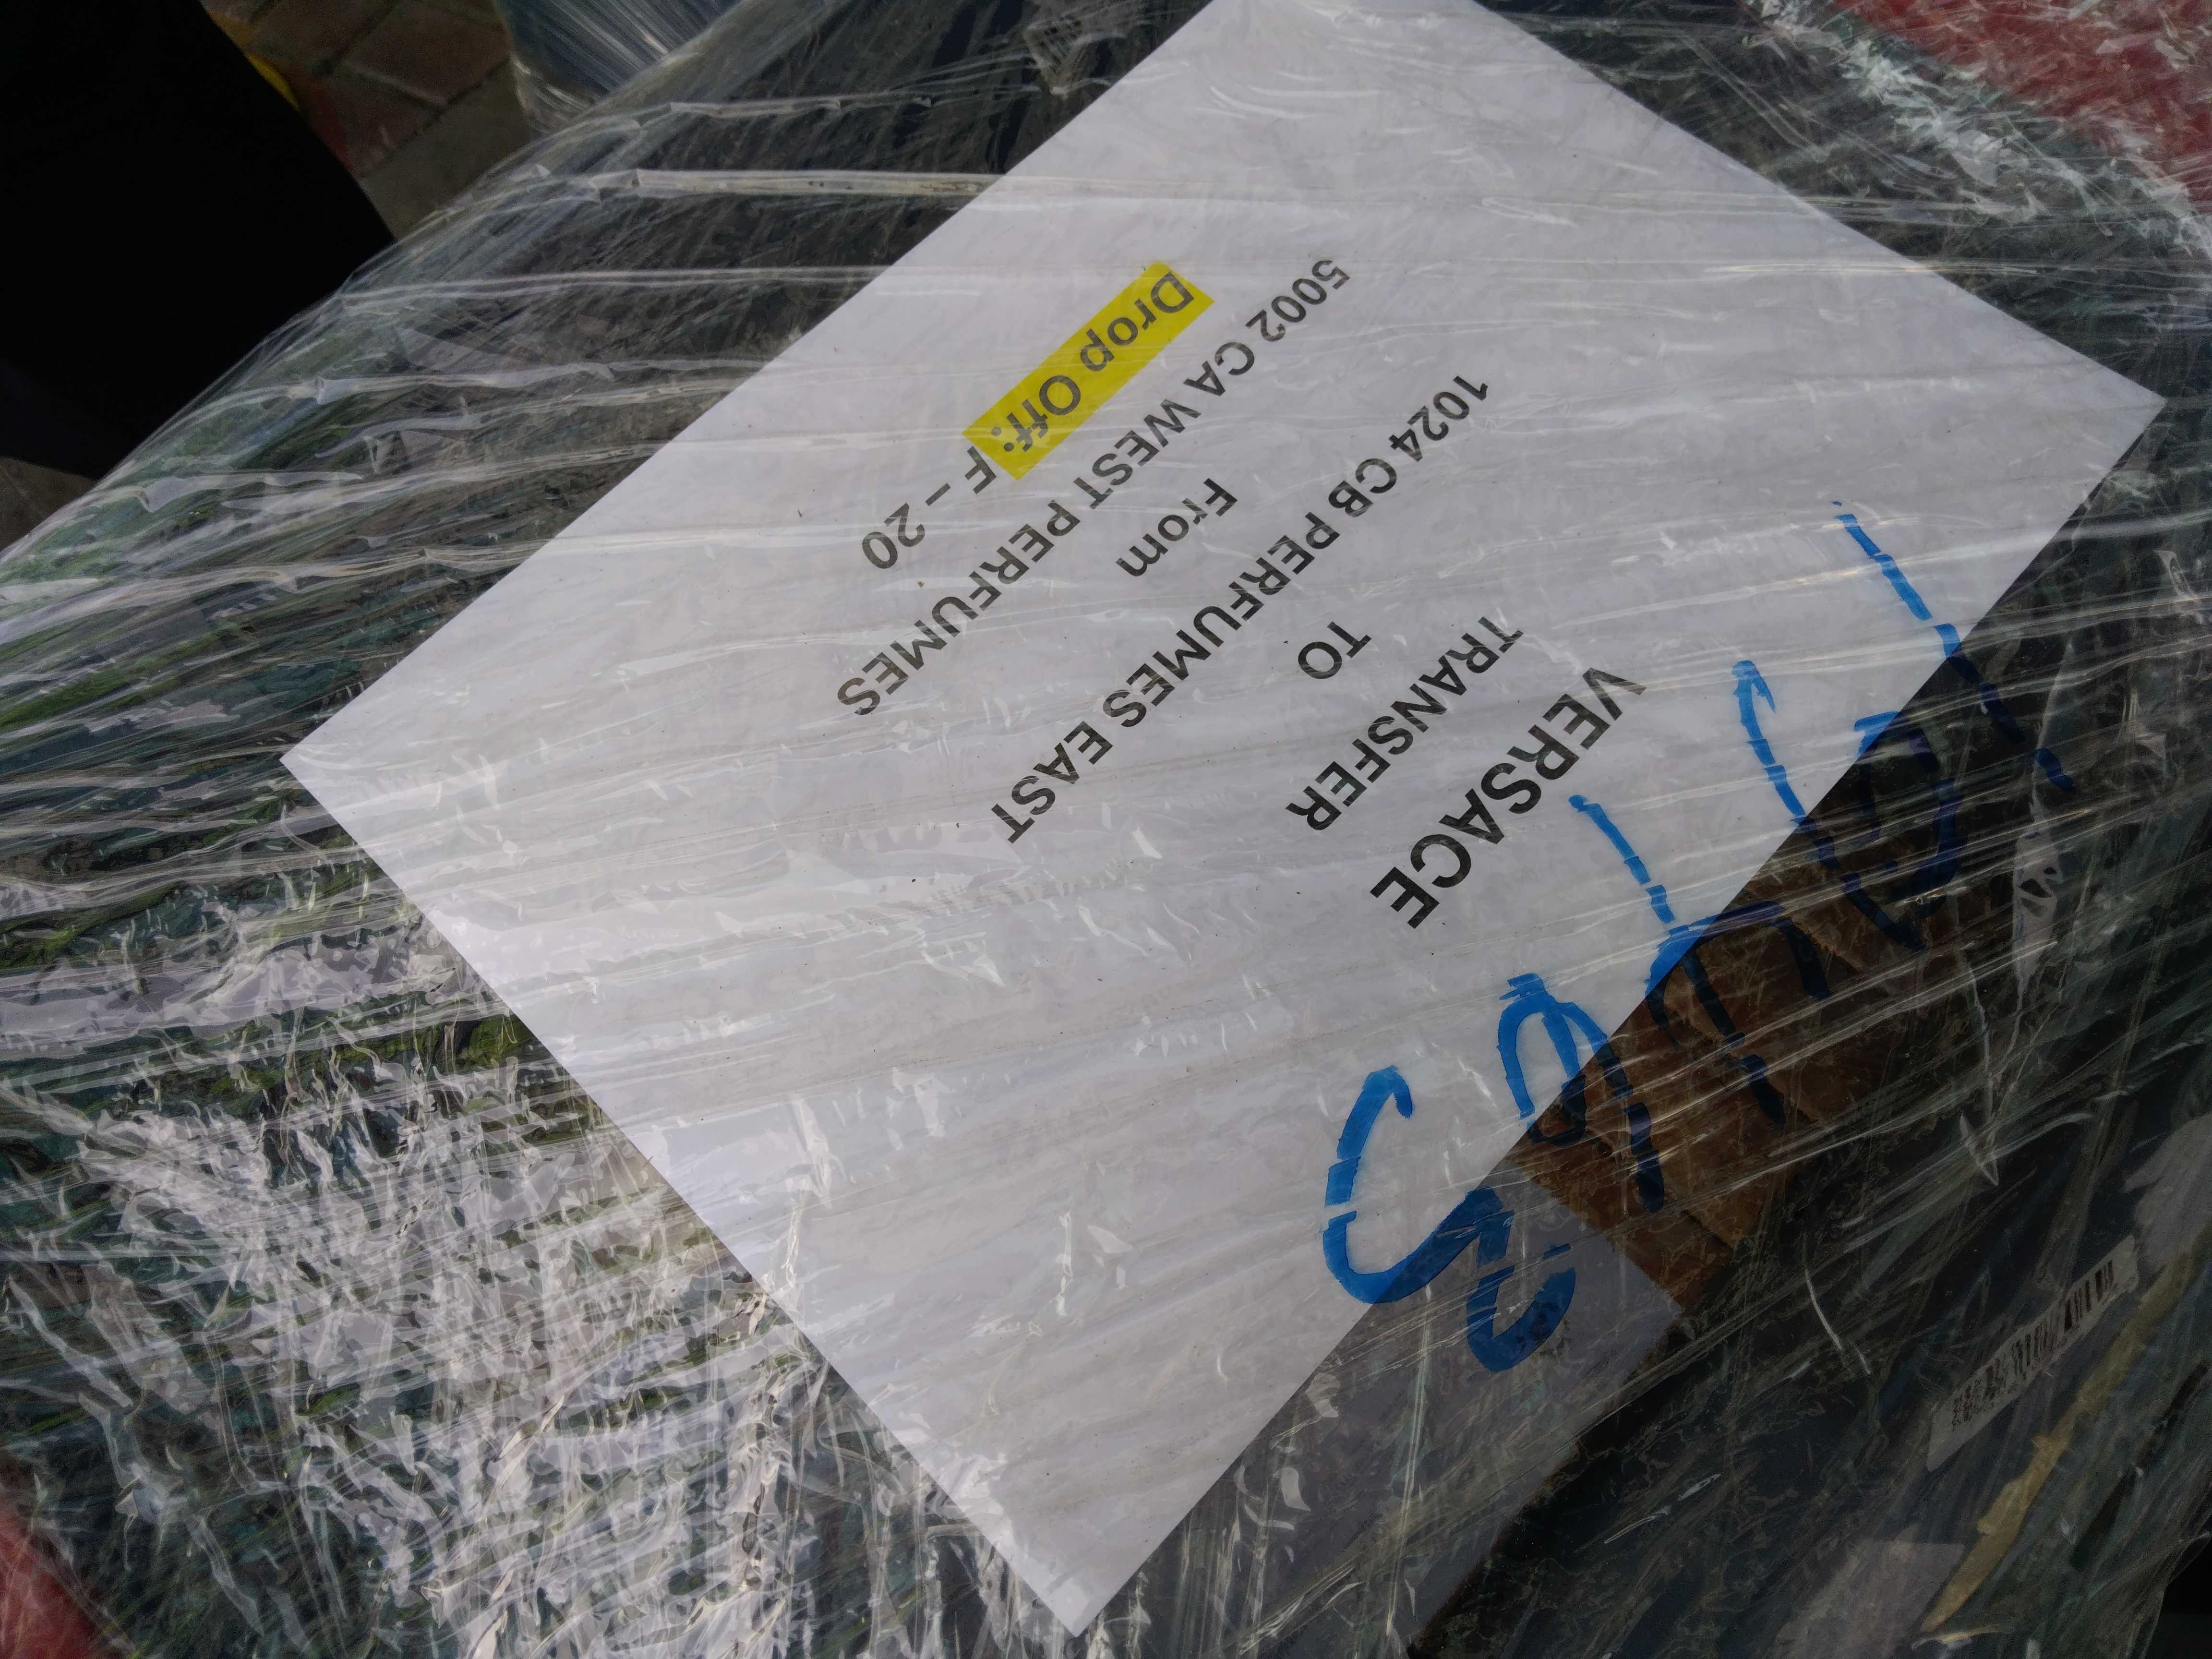 VERSACE
TRANSFER
TO
1024 CB PERFUMES EAST
From
5002 CA WEST PERFUMES
Drop Off: F – 20